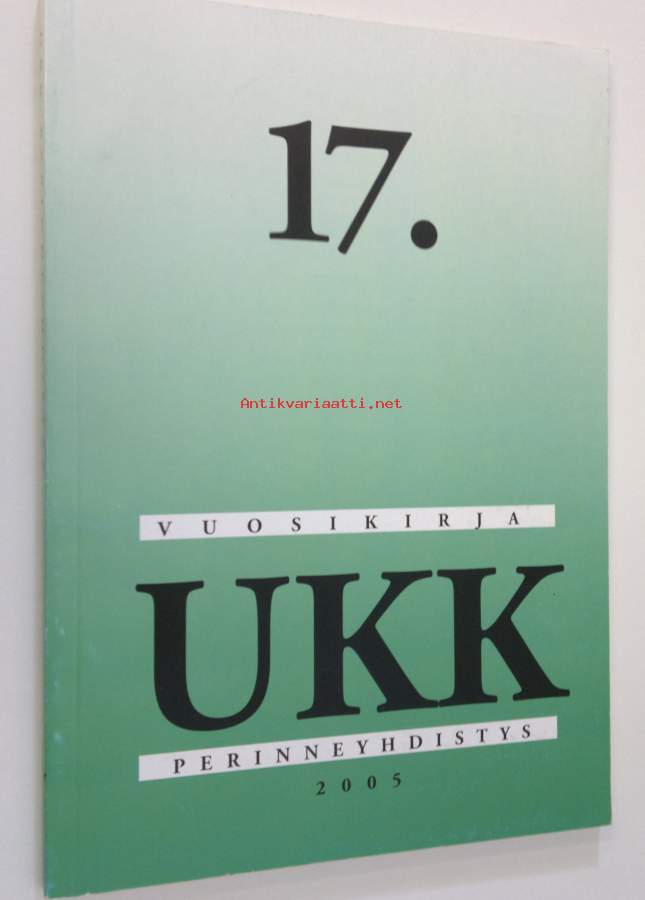 17.
Antikvariaatti.net
VUOSIKIRJA
UKK
PERINNEYHDISTYS
2005